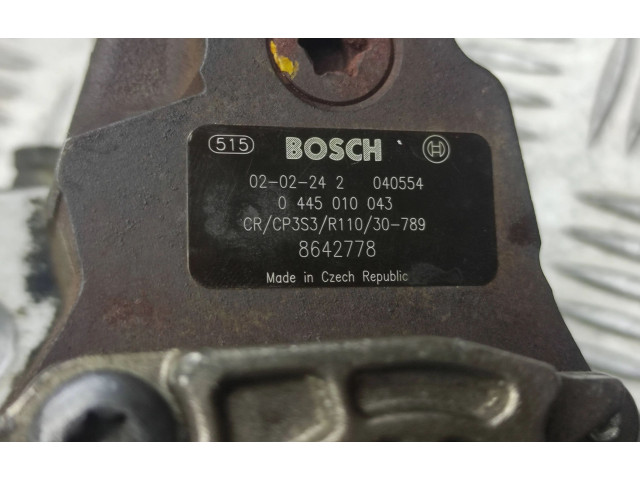 515 BOSCH
02-02-24 2 040554
0 445 010 043
CR/CP3S3/R110/30-789
8642778
Made in Czech Republic